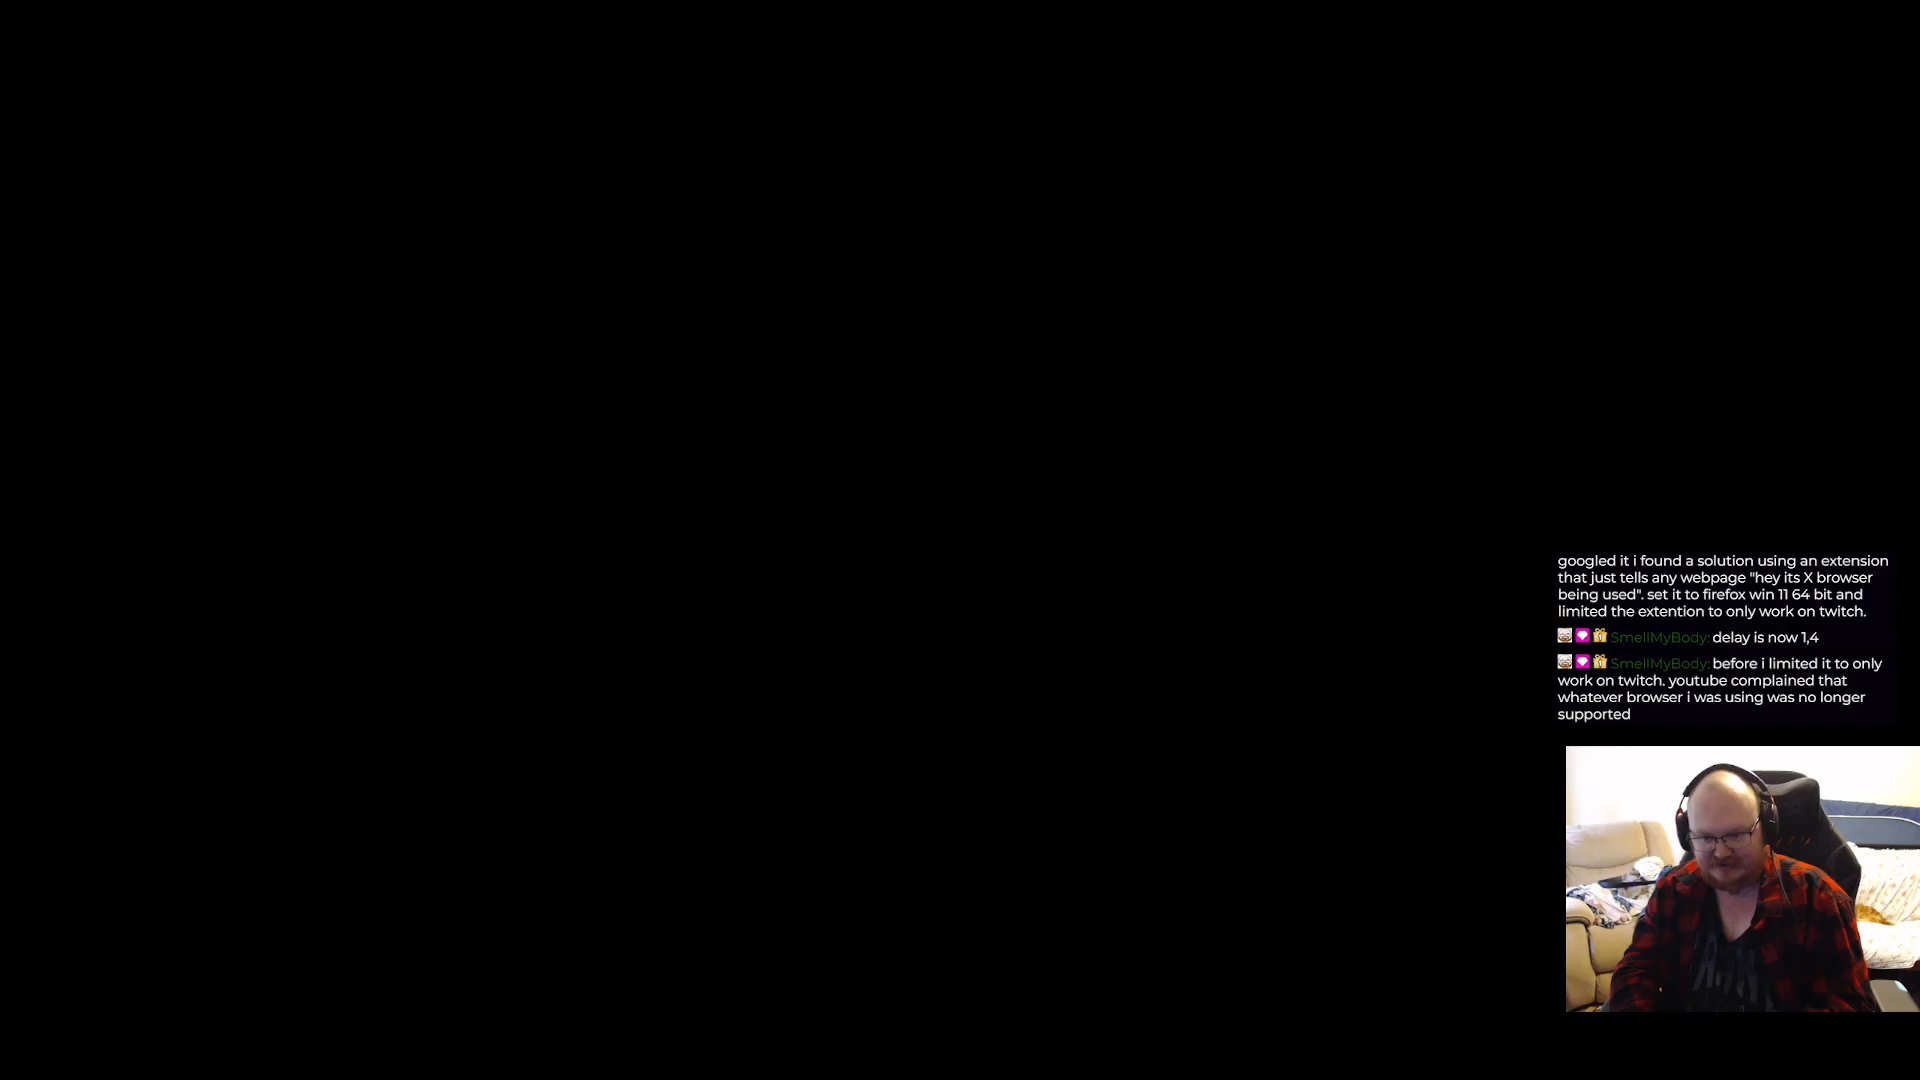 googled it i found a solution using an extension
that just tells any webpage "hey its X browser
being used". set it to firefox win 11 64 bit and
limited the extention to only work on twitch.
SmellMyBody: delay is now 1,4
SmellMyBody: before i limited it to only
work on twitch. youtube complained that
whatever browser i was using was no longer
supported